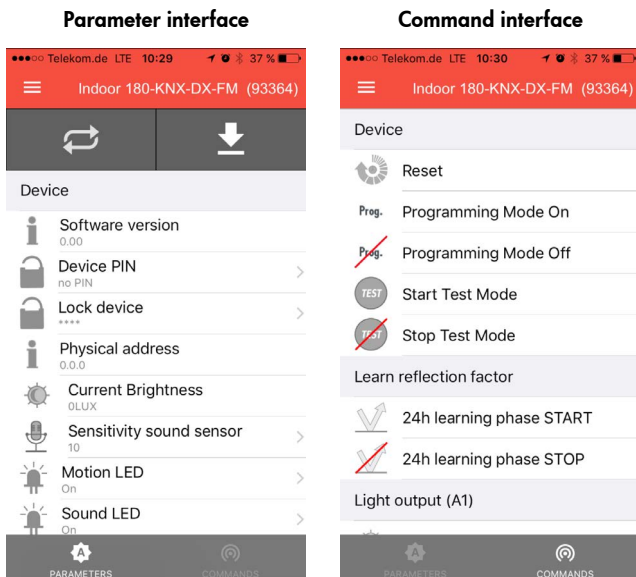 Parameter interface
Telekom.de LTE 10:29 37 %
Indoor 180-KNX-DX-FM (93364)
Device
Software version
0.00
Device PIN
no PIN
Lock device
****
Physical address
0.0.0
Current Brightness
0LUX
Sensitivity sound sensor
10
Motion LED
On
Sound LED
On
A
PARAMETERS
COMMANDS
Command interface
Telekom.de LTE 10:30 37 %
Indoor 180-KNX-DX-FM (93364)
Device
Reset
Prog. Programming Mode On
Prog. Programming Mode Off
TEST Start Test Mode
TEST Stop Test Mode
Learn reflection factor
24h learning phase START
24h learning phase STOP
Light output (A1)
A
PARAMETERS
COMMANDS